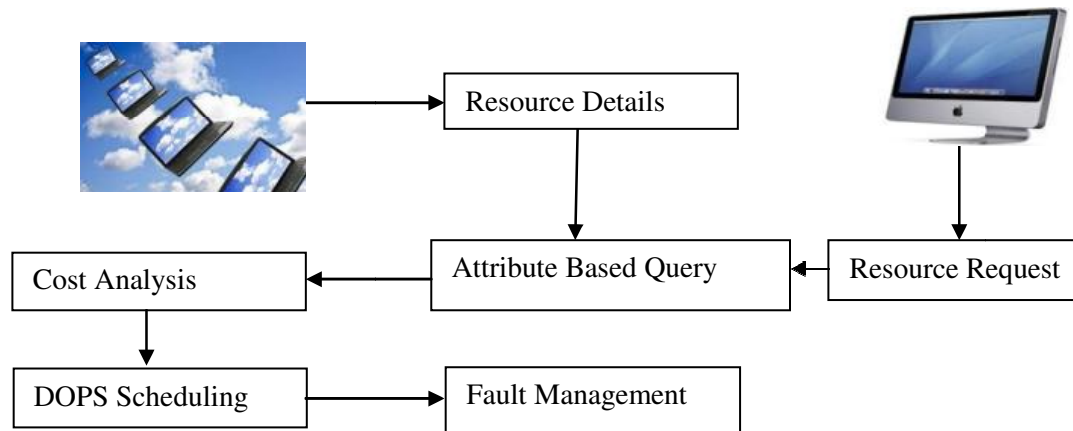 Resource Details
Cost Analysis
Attribute Based Query
Resource Request
DOPS Scheduling
Fault Management